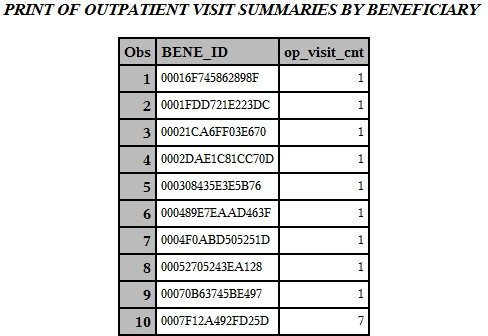 PRINT OF OUTPATIENT VISIT SUMMARIES BY BENEFICIARY
Obs BENE_ID op_visit_cnt
1 00016F745862898F 1
2 0001FDD721E223DC 1
3 00021CA6FF03E670 1
4 0002DAE1C81CC70D 1
5 000308435E3E5B76 1
6 000489E7EAAD463F 1
7 0004F0ABD505251D 1
8 00052705243EA128 1
9 00070B63745BE497 1
10 0007F12A492FD25D 7